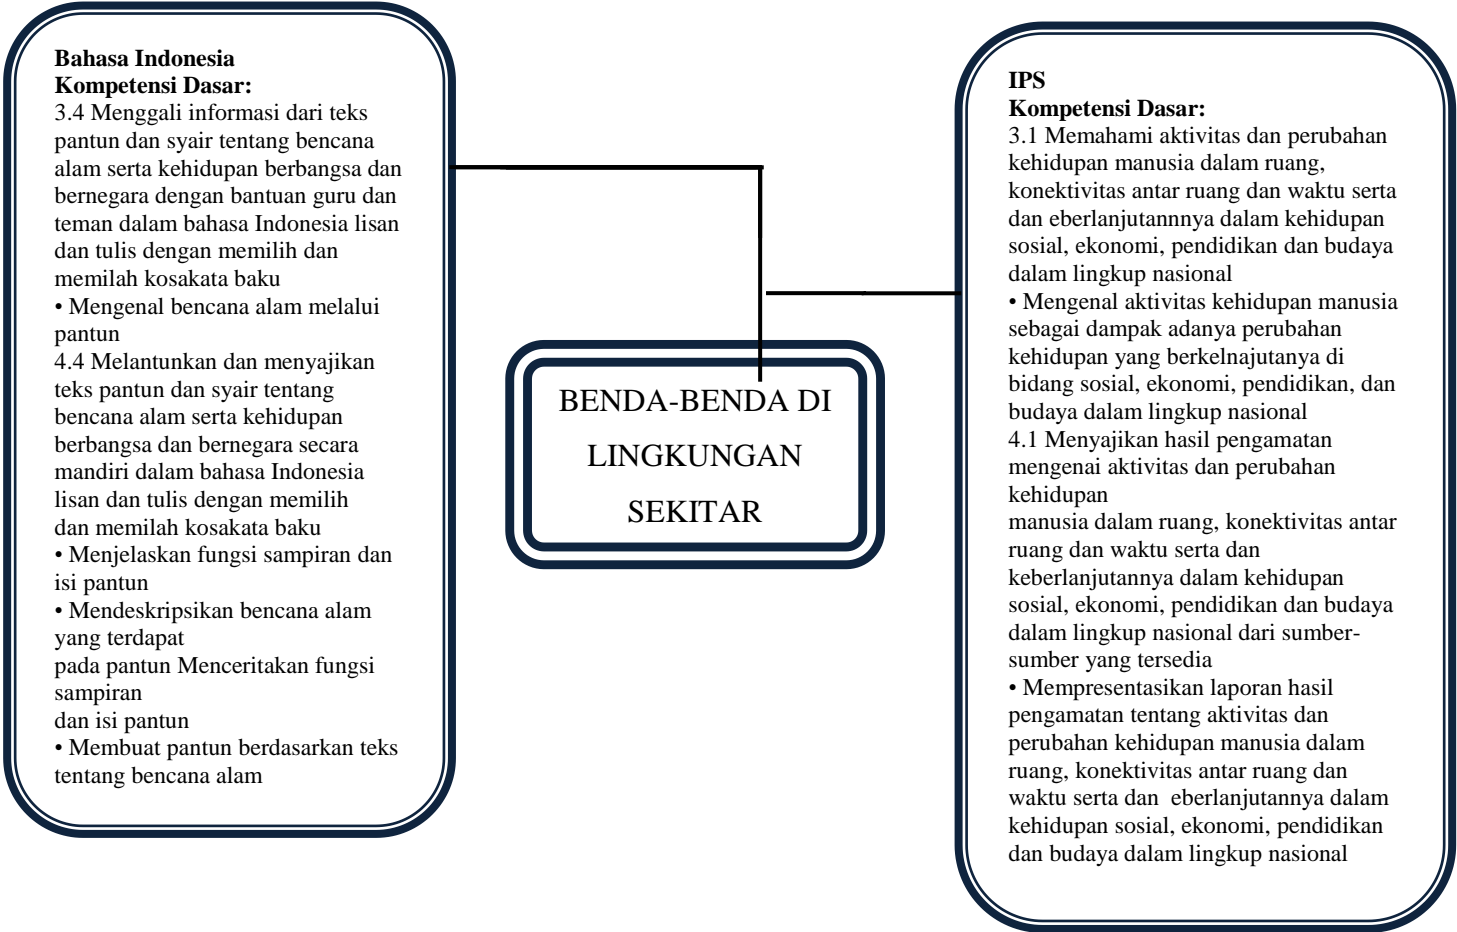 Bahasa Indonesia
Kompetensi Dasar:
3.4 Menggali informasi dari teks
pantun dan syair tentang bencana
alam serta kehidupan berbangsa dan
bernegara dengan bantuan guru dan
teman dalam bahasa Indonesia lisan
dan tulis dengan memilih dan
memilah kosakata baku
• Mengenal bencana alam melalui
pantun
4.4 Melantunkan dan menyajikan
teks pantun dan syair tentang
bencana alam serta kehidupan
berbangsa dan bernegara secara
mandiri dalam bahasa Indonesia
lisan dan tulis dengan memilih
dan memilah kosakata baku
• Menjelaskan fungsi sampiran dan
isi pantun
• Mendeskripsikan bencana alam
yang terdapat
pada pantun Menceritakan fungsi
sampiran
dan isi pantun
• Membuat pantun berdasarkan teks
tentang bencana alam
BENDA-BENDA DI
LINGKUNGAN
SEKITAR
IPS
Kompetensi Dasar:
3.1 Memahami aktivitas dan perubahan
kehidupan manusia dalam ruang,
konektivitas antar ruang dan waktu serta
dan eberlanjutannnya dalam kehidupan
sosial, ekonomi, pendidikan dan budaya
dalam lingkup nasional
• Mengenal aktivitas kehidupan manusia
sebagai dampak adanya perubahan
kehidupan yang berkelnajutanya di
bidang sosial, ekonomi, pendidikan, dan
budaya dalam lingkup nasional
4.1 Menyajikan hasil pengamatan
mengenai aktivitas dan perubahan
kehidupan
manusia dalam ruang, konektivitas antar
ruang dan waktu serta dan
keberlanjutannya dalam kehidupan
sosial, ekonomi, pendidikan dan budaya
dalam lingkup nasional dari sumber-
sumber yang tersedia
• Mempresentasikan laporan hasil
pengamatan tentang aktivitas dan
perubahan kehidupan manusia dalam
ruang, konektivitas antar ruang dan
waktu serta dan  eberlanjutannya dalam
kehidupan sosial, ekonomi, pendidikan
dan budaya dalam lingkup nasional